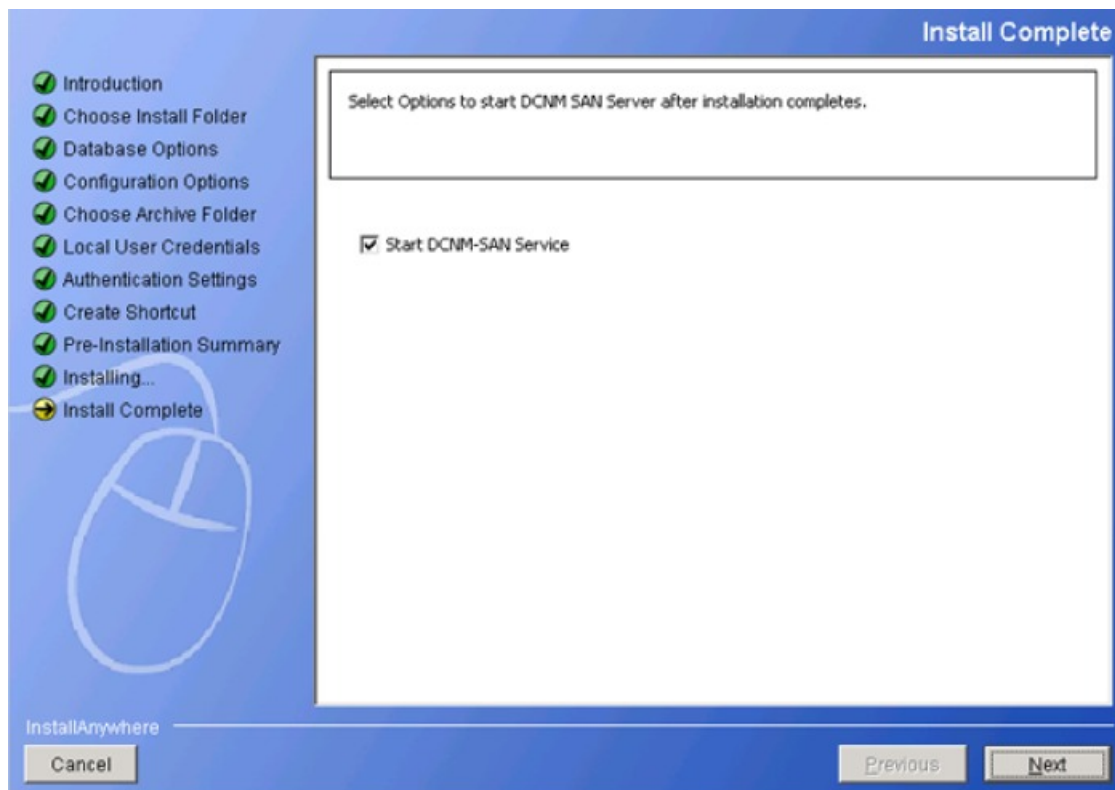 Install Complete
Introduction
Choose Install Folder
Database Options
Configuration Options
Choose Archive Folder
Local User Credentials
Authentication Settings
Create Shortcut
Pre-Installation Summary
Installing...
Install Complete
Select Options to start DCNM SAN Server after installation completes.
Start DCNM-SAN Service
InstallAnywhere
Cancel
Previous
Next